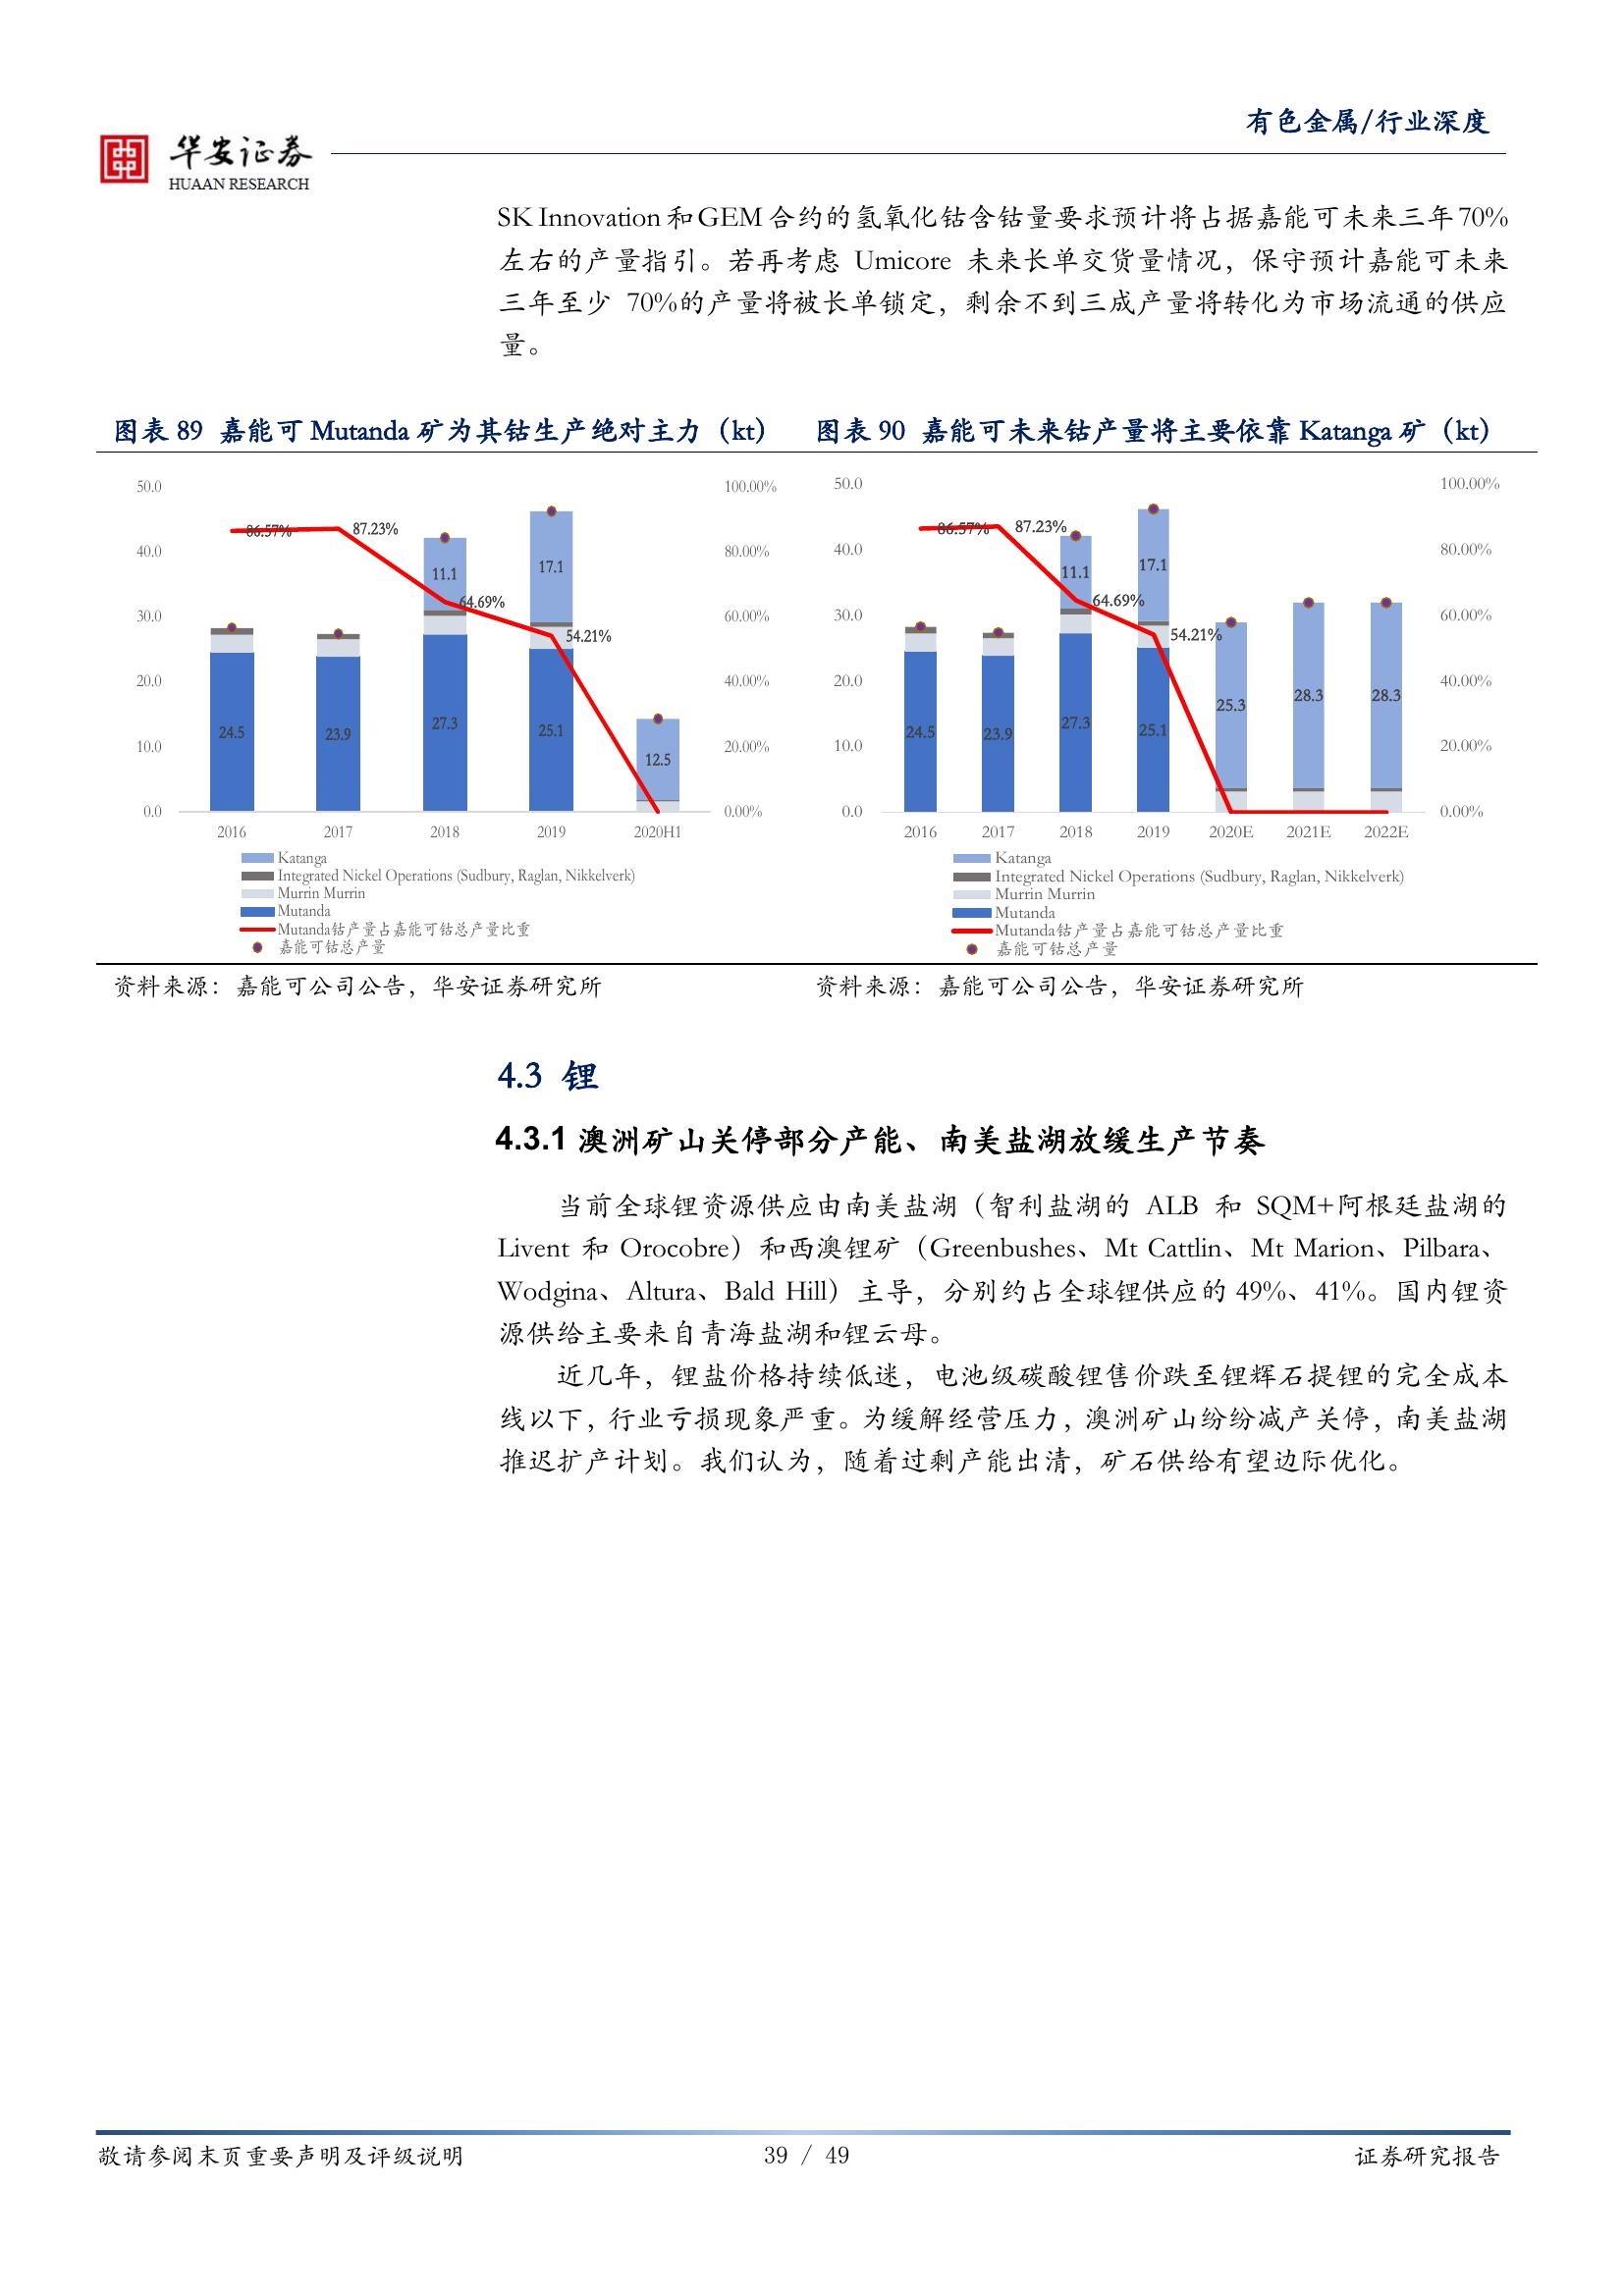 有色金属/行业深度
华安证券
HUAAN RESEARCH
SK Innovation 和 GEM 合约的氢氧化钴含钴量要求预计将占据嘉能可未来三年 70%
左右的产量指引。若再考虑 Umicore 未来长单交货量情况，保守预计嘉能可未来
三年至少 70%的产量将被长单锁定，剩余不到三成产量将转化为市场流通的供应
量。
图表 89 嘉能可 Mutanda 矿为其钴生产绝对主力（kt）
50.0
40.0
30.0
20.0
10.0
0.0
100.00%
80.00%
60.00%
40.00%
20.00%
0.00%
86.57%
87.23%
64.69%
54.21%
11.1
17.1
12.5
24.5
23.9
27.3
25.1
2016 2017 2018 2019 2020H1
Katanga
Integrated Nickel Operations (Sudbury, Raglan, Nikkelverk)
Murrin Murrin
Mutanda
Mutanda钴产量占嘉能可钴总产量比重
嘉能可钴总产量
资料来源：嘉能可公司公告，华安证券研究所
图表 90 嘉能可未来钴产量将主要依靠 Katanga 矿（kt）
50.0
40.0
30.0
20.0
10.0
0.0
100.00%
80.00%
60.00%
40.00%
20.00%
0.00%
86.57%
87.23%
64.69%
54.21%
11.1
17.1
25.3
28.3
28.3
24.5
23.9
27.3
25.1
2016 2017 2018 2019 2020E 2021E 2022E
Katanga
Integrated Nickel Operations (Sudbury, Raglan, Nikkelverk)
Murrin Murrin
Mutanda
Mutanda钴产量占嘉能可钴总产量比重
嘉能可钴总产量
资料来源：嘉能可公司公告，华安证券研究所
4.3 锂
4.3.1 澳洲矿山关停部分产能、南美盐湖放缓生产节奏
当前全球锂资源供应由南美盐湖（智利盐湖的 ALB 和 SQM+阿根廷盐湖的
Livent 和 Orocobre）和西澳锂矿（Greenbushes、Mt Cattlin、Mt Marion、Pilbara、
Wodgina、Altura、Bald Hill）主导，分别约占全球锂供应的 49%、41%。国内锂资
源供给主要来自青海盐湖和锂云母。
近几年，锂盐价格持续低迷，电池级碳酸锂售价跌至锂辉石提锂的完全成本
线以下，行业亏损现象严重。为缓解经营压力，澳洲矿山纷纷减产关停，南美盐湖
推迟扩产计划。我们认为，随着过剩产能出清，矿石供给有望边际优化。
敬请参阅末页重要声明及评级说明
39 / 49
证券研究报告